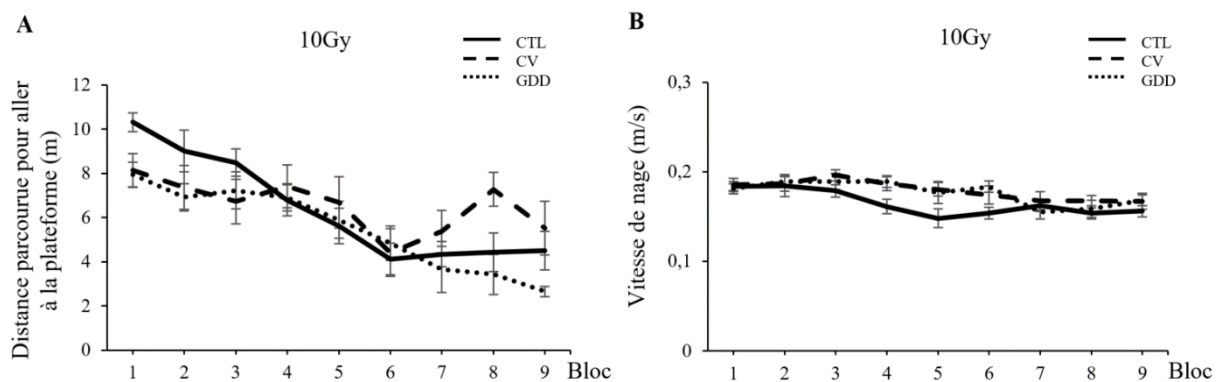 A
10Gy
CTL
CV
GDD
Distance parcourue pour aller
à la plateforme (m)
12
10
8
6
4
2
0
1 2 3 4 5 6 7 8 9 Bloc
B
10Gy
CTL
CV
GDD
Vitesse de nage (m/s)
0,3
0,2
0,1
0
1 2 3 4 5 6 7 8 9 Bloc